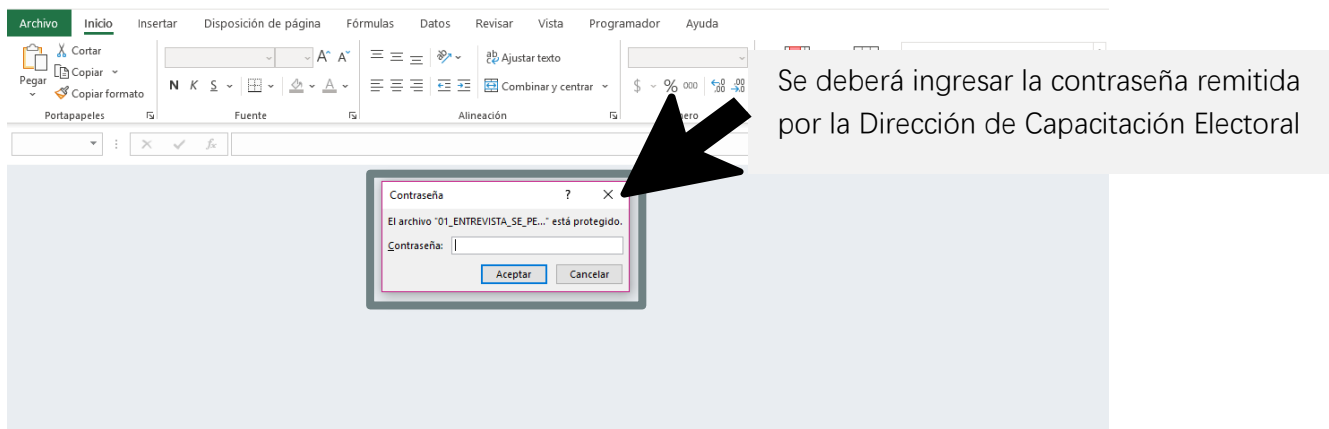 Archivo Inicio Insertar Disposición de página Fórmulas Datos Revisar Vista Programador Ayuda
Cortar
Copiar
Copiar formato
Pegar
A^ A˅
N K S A
ab Ajustar texto
Combinar y centrar
$ % 000
Portapapeles Fuente Alineación
fx
Se deberá ingresar la contraseña remitida
por la Dirección de Capacitación Electoral
Contraseña ? X
El archivo "01_ENTREVISTA_SE_PE..." está protegido.
Contraseña:
Aceptar Cancelar